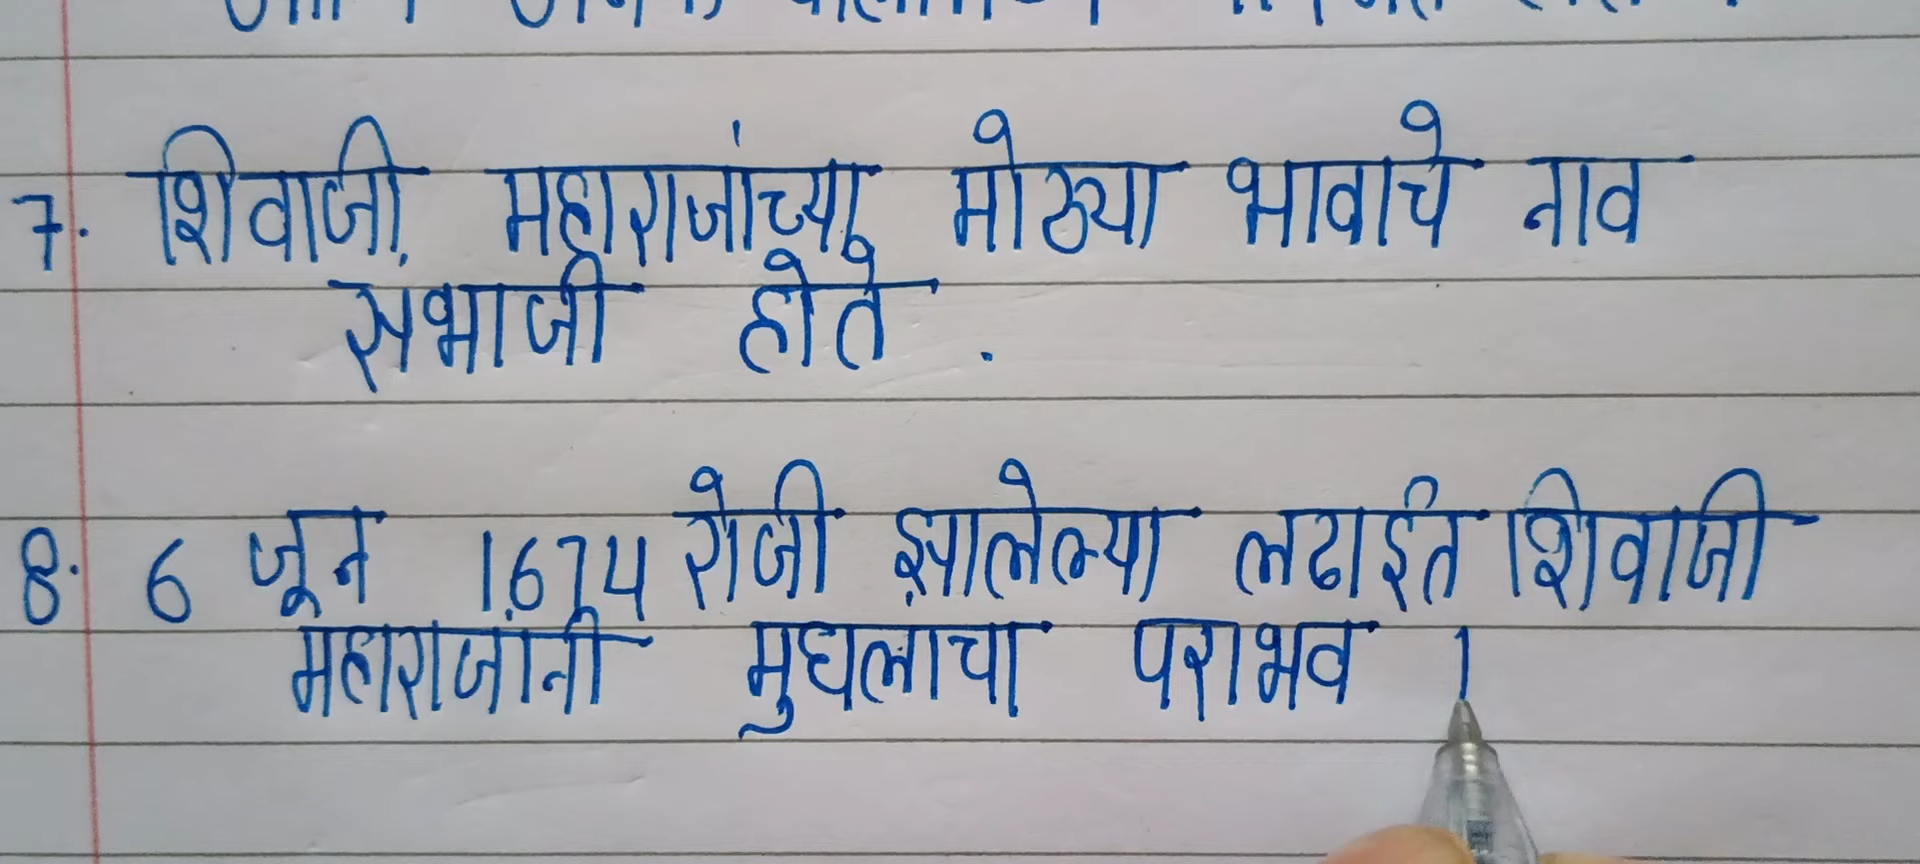 7. शिवाजी महाराजांच्या मोठ्या भावाचे नाव
संभाजी होते .
8. 6 जून 1674 रोजी झालेल्या लढाईत शिवाजी
महाराजांनी मुघलाचा पराभव